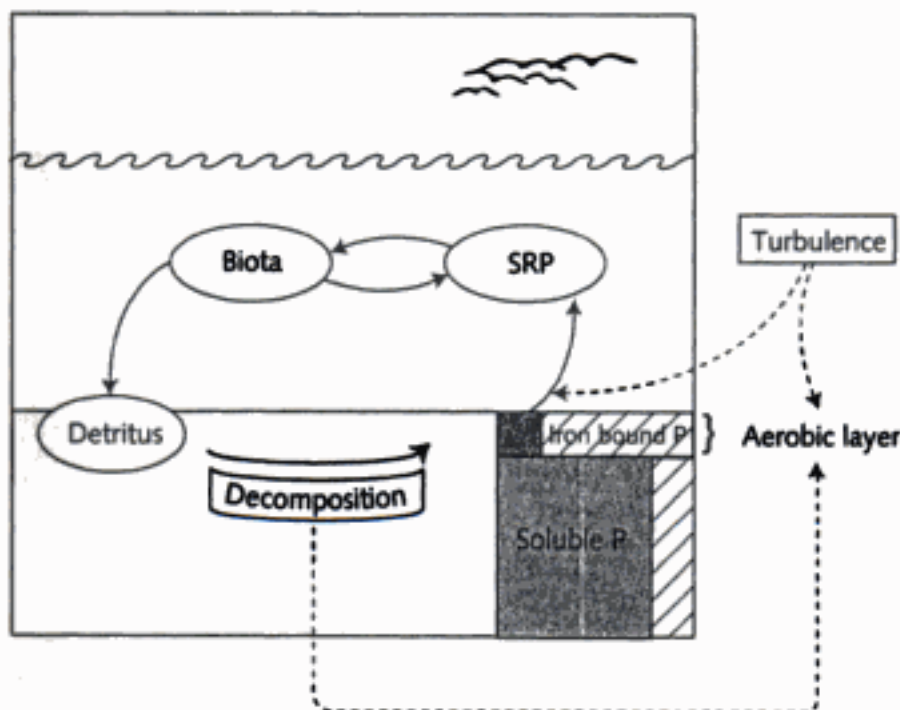 Biota
SRP
Turbulence
Detritus
Iron bound P
Aerobic layer
Decomposition
Soluble P